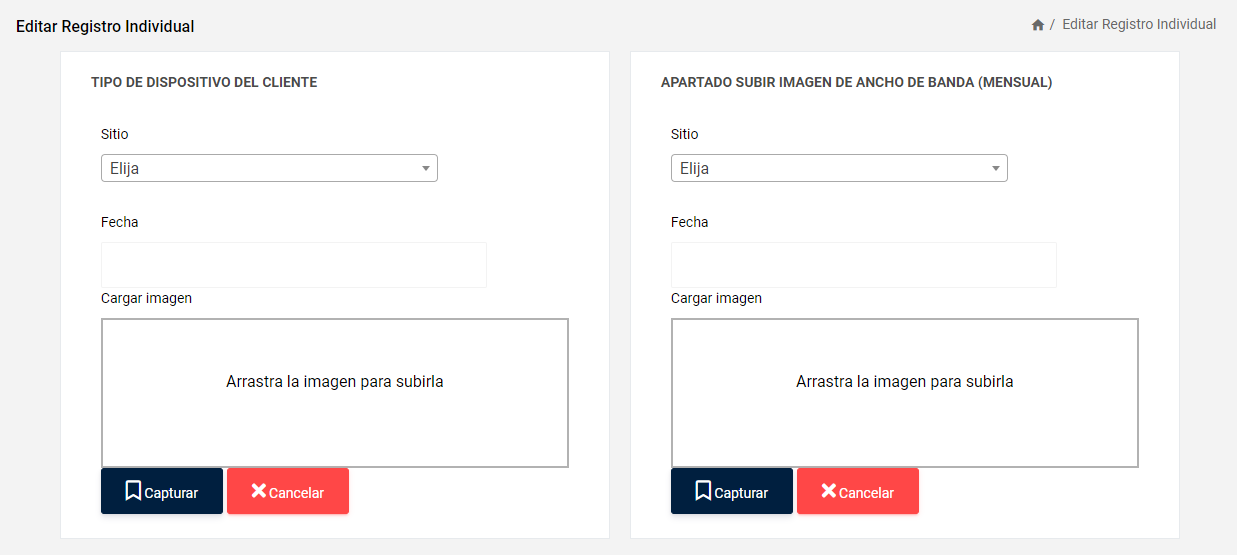 Editar Registro Individual
/ Editar Registro Individual
TIPO DE DISPOSITIVO DEL CLIENTE
Sitio
Elija
Fecha
Cargar imagen
Arrastra la imagen para subirla
Capturar
Cancelar
APARTADO SUBIR IMAGEN DE ANCHO DE BANDA (MENSUAL)
Sitio
Elija
Fecha
Cargar imagen
Arrastra la imagen para subirla
Capturar
Cancelar